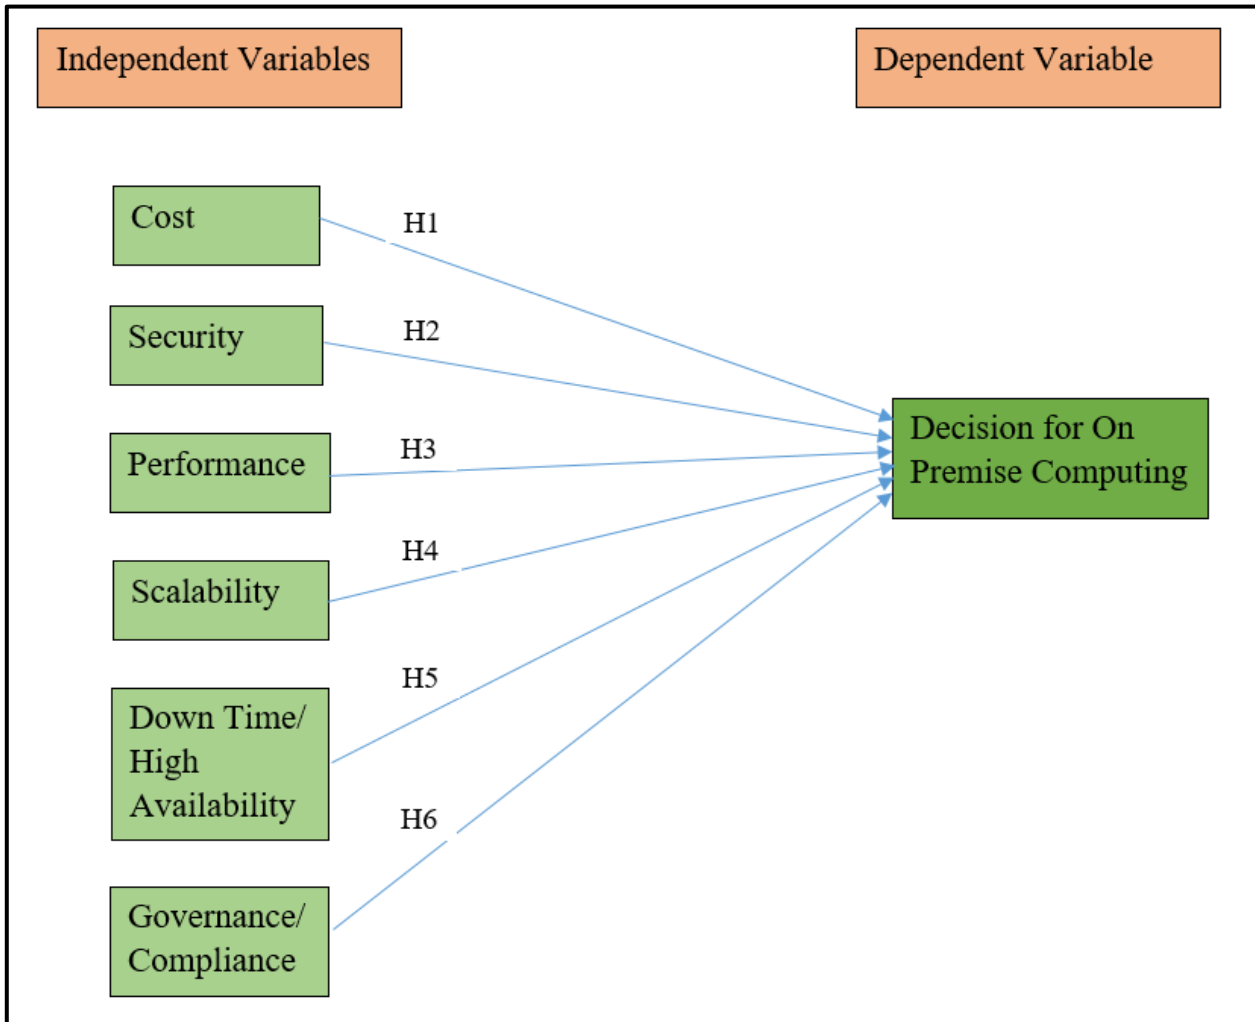 Independent Variables
Dependent Variable
Cost
H1
Security
H2
Performance
H3
Scalability
H4
Down Time/
High
Availability
H5
Governance/
Compliance
H6
Decision for On
Premise Computing